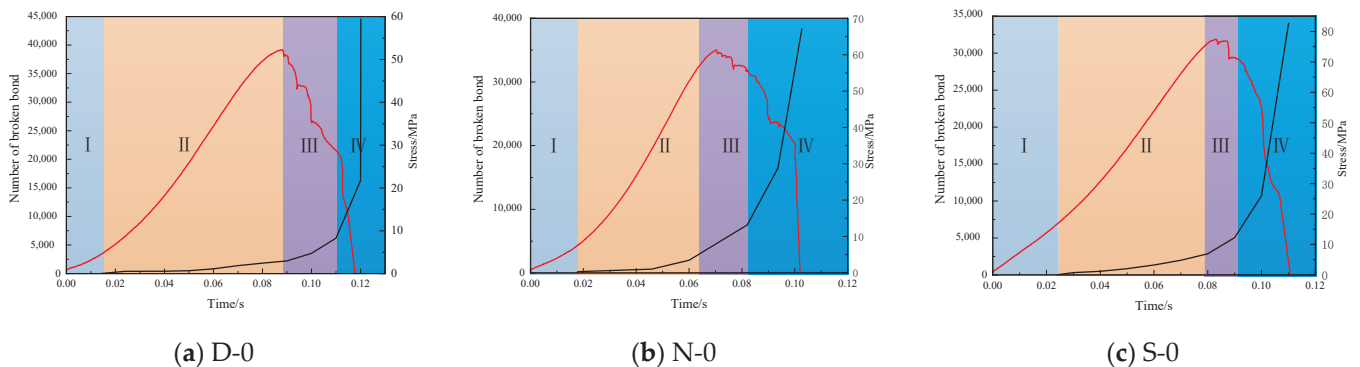 45,000
40,000
35,000
30,000
25,000
20,000
15,000
10,000
5,000
0
Number of broken bond
I
II
III
IV
60
50
40
30
20
10
0
Stress/MPa
0.00 0.02 0.04 0.06 0.08 0.10 0.12
Time/s
(a) D-0
40,000
30,000
20,000
10,000
0
Number of broken bond
I
II
III
IV
70
60
50
40
30
20
10
0
Stress/MPa
0.00 0.02 0.04 0.06 0.08 0.10 0.12
Time/s
(b) N-0
35,000
30,000
25,000
20,000
15,000
10,000
5,000
0
Number of broken bond
I
II
III
IV
80
70
60
50
40
30
20
10
0
Stress/MPa
0.00 0.02 0.04 0.06 0.08 0.10 0.12
Time/s
(c) S-0